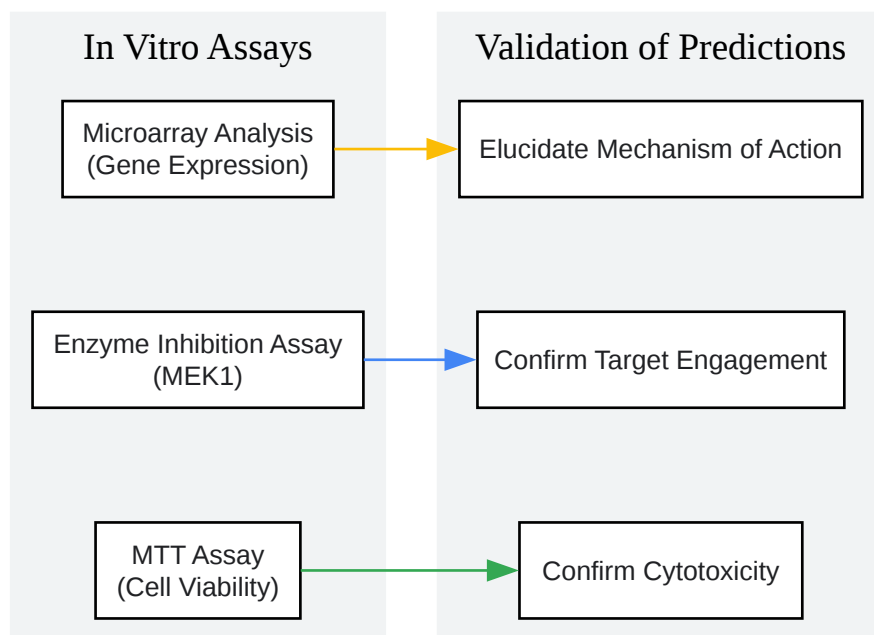 In Vitro Assays
Validation of Predictions
Microarray Analysis
(Gene Expression)
Elucidate Mechanism of Action
Enzyme Inhibition Assay
(MEK1)
Confirm Target Engagement
MTT Assay
(Cell Viability)
Confirm Cytotoxicity